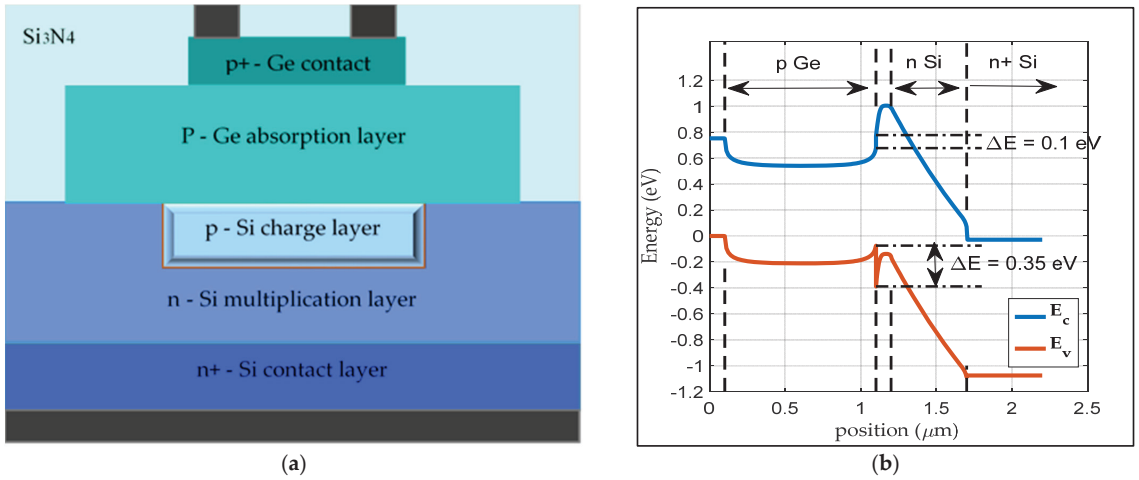 Si3N4
p+ - Ge contact
P - Ge absorption layer
p - Si charge layer
n - Si multiplication layer
n+ - Si contact layer
(a)
p Ge
n Si
n+ Si
1.2
1
0.8
0.6
0.4
0.2
0
-0.2
-0.4
-0.6
-0.8
-1
-1.2
Energy (eV)
ΔE = 0.1 eV
ΔE = 0.35 eV
Ec
Ev
0
0.5
1
1.5
2
2.5
position (μm)
(b)